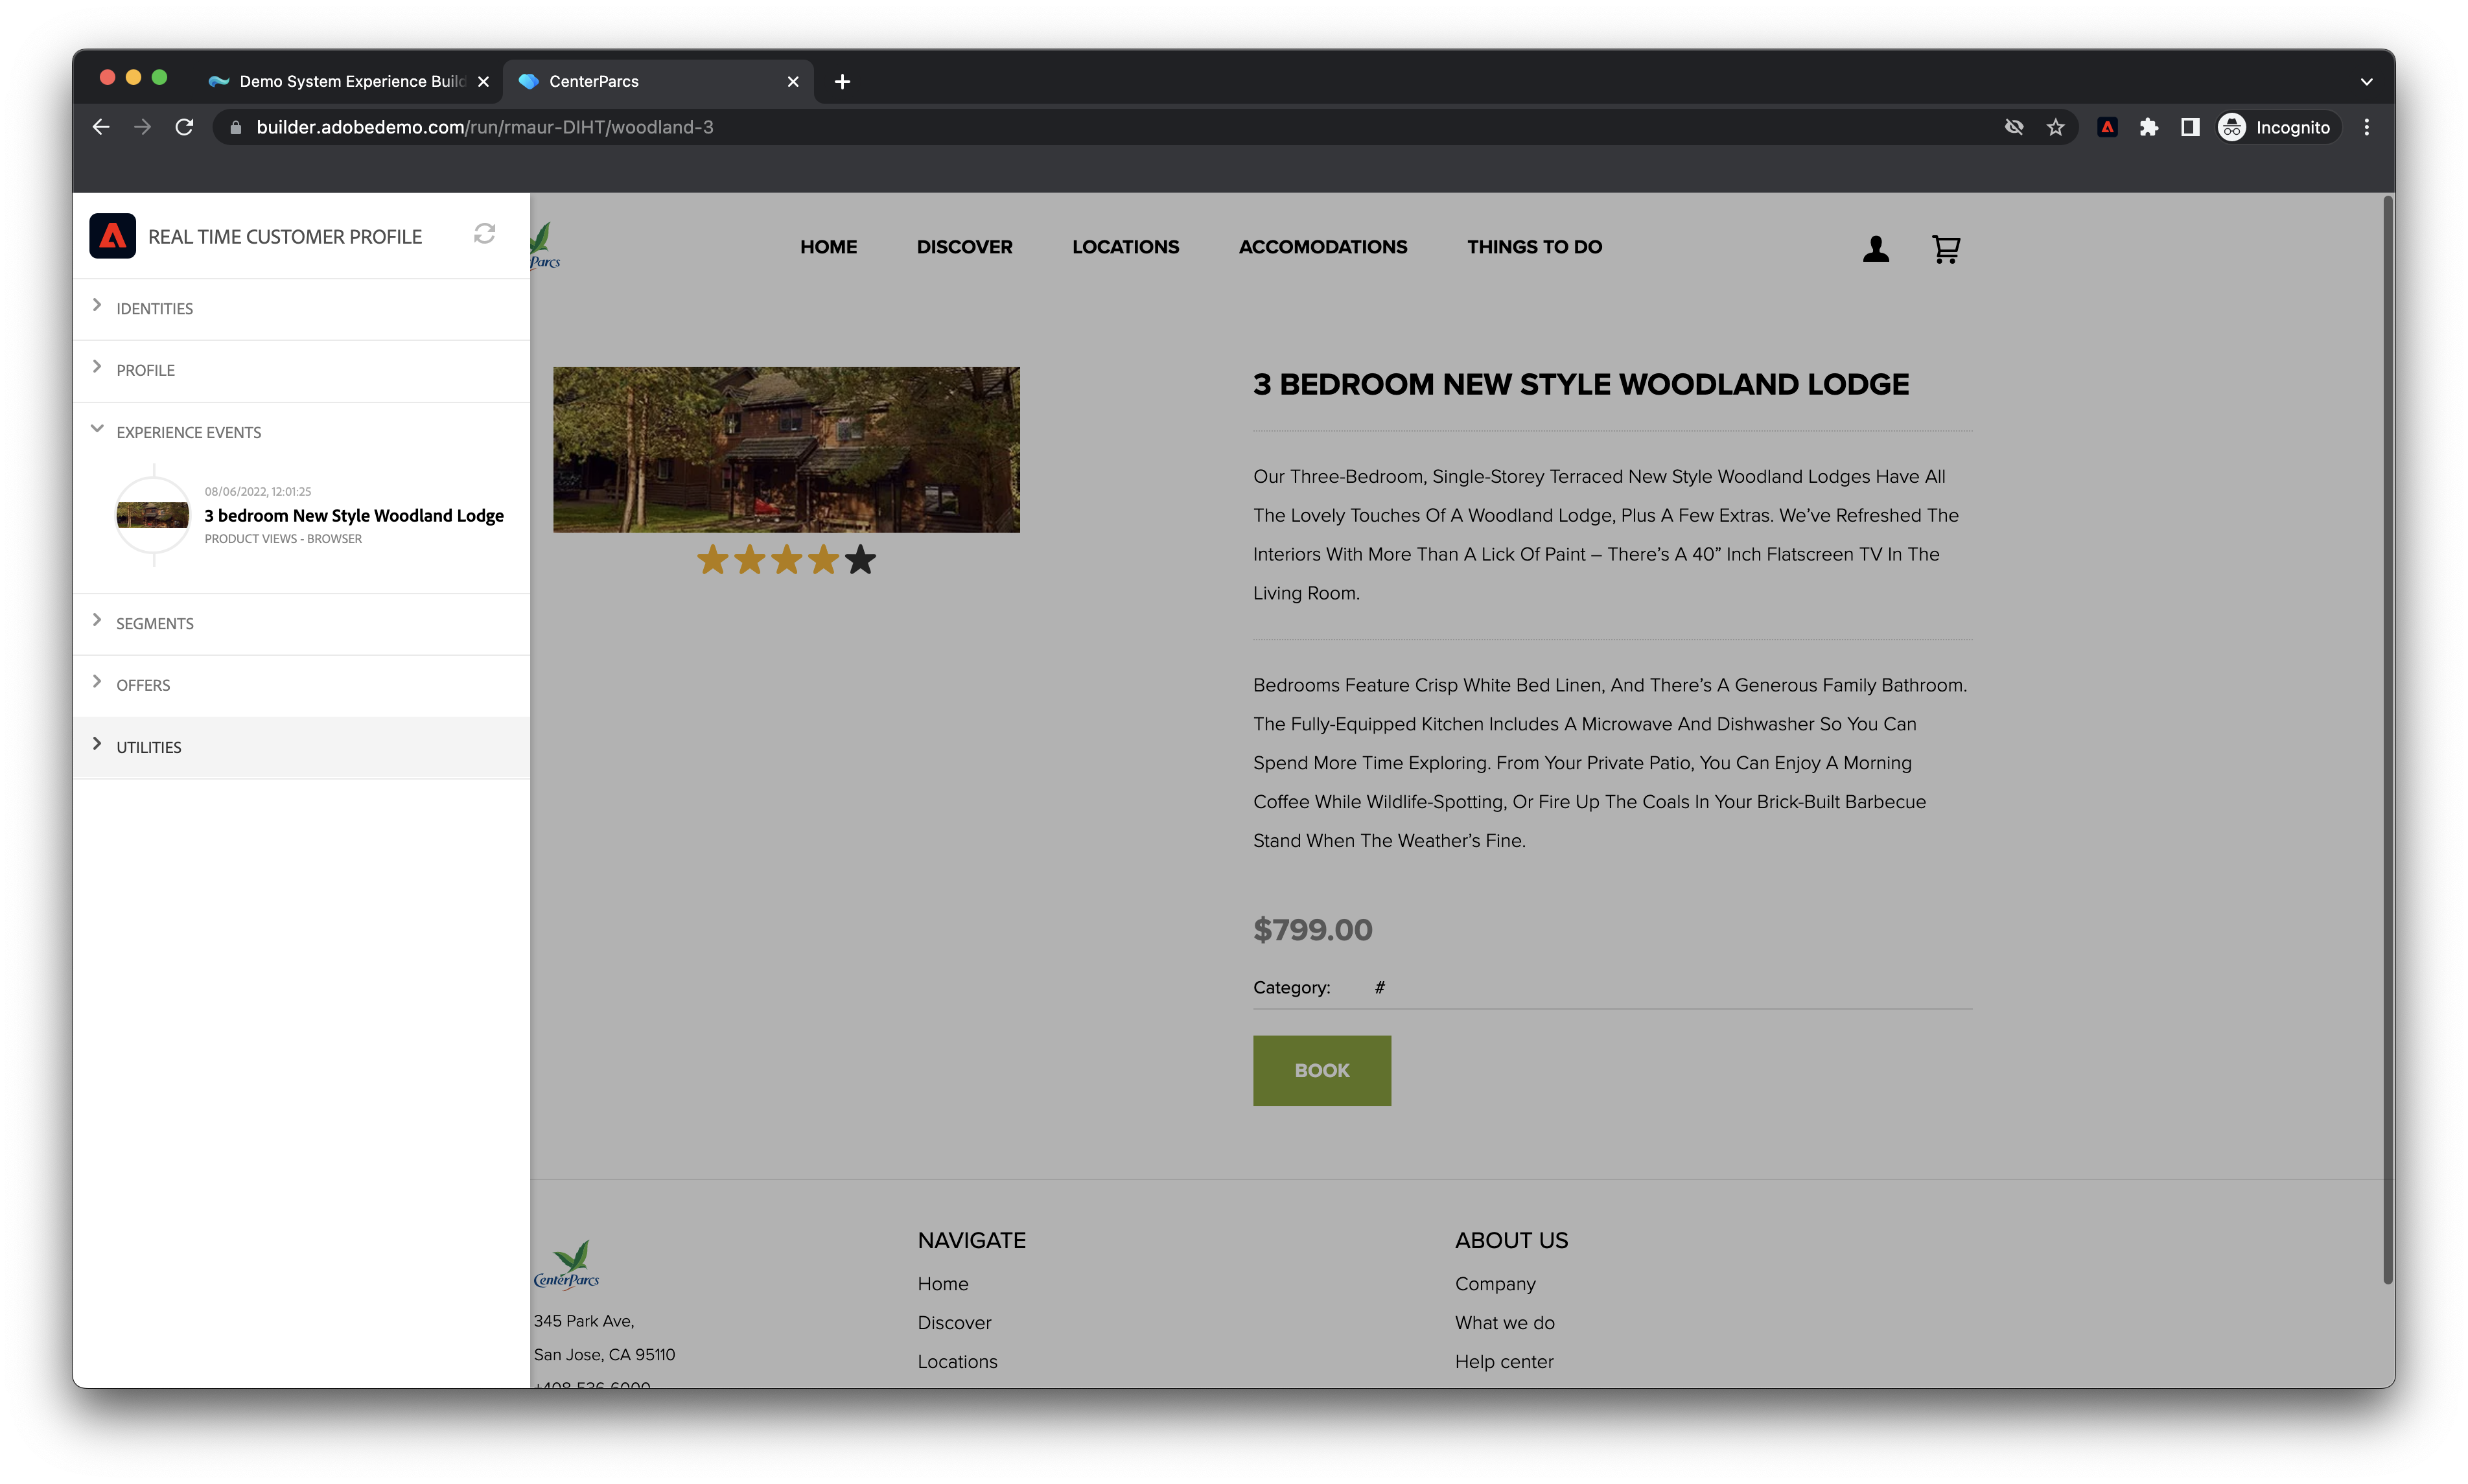 Demo System Experience Build
CenterParcs
builder.adobedemo.com/run/rmaur-DIHT/woodland-3
Incognito
REAL TIME CUSTOMER PROFILE
IDENTITIES
PROFILE
EXPERIENCE EVENTS
08/06/2022, 12:01:25
3 bedroom New Style Woodland Lodge
PRODUCT VIEWS - BROWSER
SEGMENTS
OFFERS
UTILITIES
Parcs
HOME DISCOVER LOCATIONS ACCOMODATIONS THINGS TO DO
3 BEDROOM NEW STYLE WOODLAND LODGE
Our Three-Bedroom, Single-Storey Terraced New Style Woodland Lodges Have All
The Lovely Touches Of A Woodland Lodge, Plus A Few Extras. We’ve Refreshed The
Interiors With More Than A Lick Of Paint – There’s A 40” Inch Flatscreen TV In The
Living Room.
Bedrooms Feature Crisp White Bed Linen, And There’s A Generous Family Bathroom.
The Fully-Equipped Kitchen Includes A Microwave And Dishwasher So You Can
Spend More Time Exploring. From Your Private Patio, You Can Enjoy A Morning
Coffee While Wildlife-Spotting, Or Fire Up The Coals In Your Brick-Built Barbecue
Stand When The Weather’s Fine.
$799.00
Category: #
BOOK
CenterParcs
345 Park Ave,
San Jose, CA 95110
+408 536 6000
NAVIGATE
Home
Discover
Locations
ABOUT US
Company
What we do
Help center